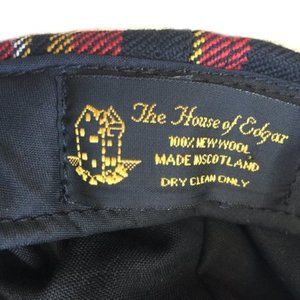 The House of Edgar
100% NEW WOOL
MADE IN SCOTLAND
DRY CLEAN ONLY